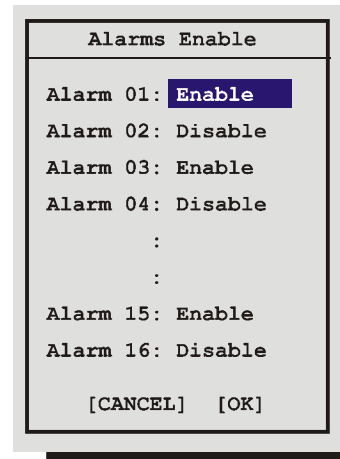 Alarms Enable
Alarm 01: Enable
Alarm 02: Disable
Alarm 03: Enable
Alarm 04: Disable
:
:
Alarm 15: Enable
Alarm 16: Disable
[CANCEL] [OK]